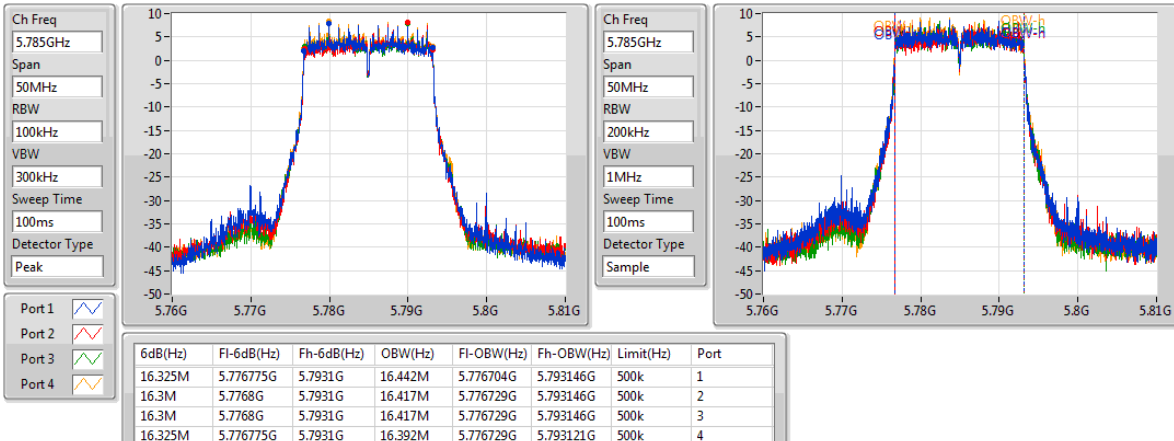 Ch Freq
5.785GHz
Span
50MHz
RBW
100kHz
VBW
300kHz
Sweep Time
100ms
Detector Type
Peak
10
5
0
-5
-10
-15
-20
-25
-30
-35
-40
-45
-50
5.76G 5.77G 5.78G 5.79G 5.8G 5.81G
Ch Freq
5.785GHz
Span
50MHz
RBW
200kHz
VBW
1MHz
Sweep Time
100ms
Detector Type
Sample
10
5
0
-5
-10
-15
-20
-25
-30
-35
-40
-45
-50
OBW-h
OBW-h
5.76G 5.77G 5.78G 5.79G 5.8G 5.81G
Port 1
Port 2
Port 3
Port 4
6dB(Hz) Fl-6dB(Hz) Fh-6dB(Hz) OBW(Hz) Fl-OBW(Hz) Fh-OBW(Hz) Limit(Hz) Port
16.325M 5.776775G 5.7931G 16.442M 5.776704G 5.793146G 500k 1
16.3M 5.7768G 5.7931G 16.417M 5.776729G 5.793146G 500k 2
16.3M 5.7768G 5.7931G 16.417M 5.776729G 5.793146G 500k 3
16.325M 5.776775G 5.7931G 16.392M 5.776729G 5.793121G 500k 4